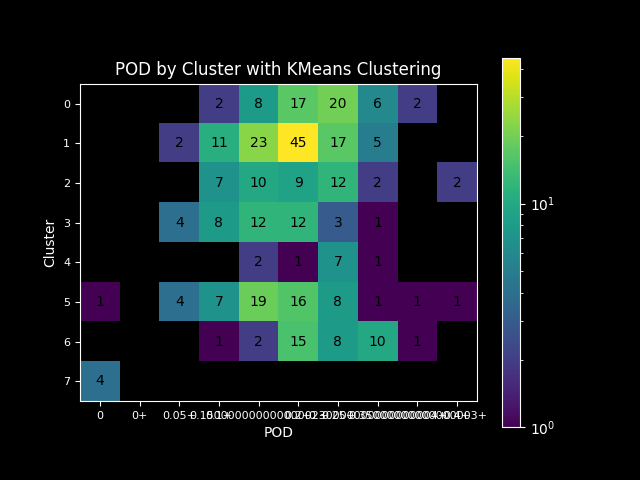 POD by Cluster with KMeans Clustering
0 2 8 17 20 6 2
1 2 11 23 45 17 5
2 7 10 9 12 2 2
3 4 8 12 12 3 1
4 2 1 7 1
5 1 4 7 19 16 8 1 1 1
6 1 2 15 8 10 1
7 4
Cluster
0 0+ 0.05+
POD
10¹
10⁰